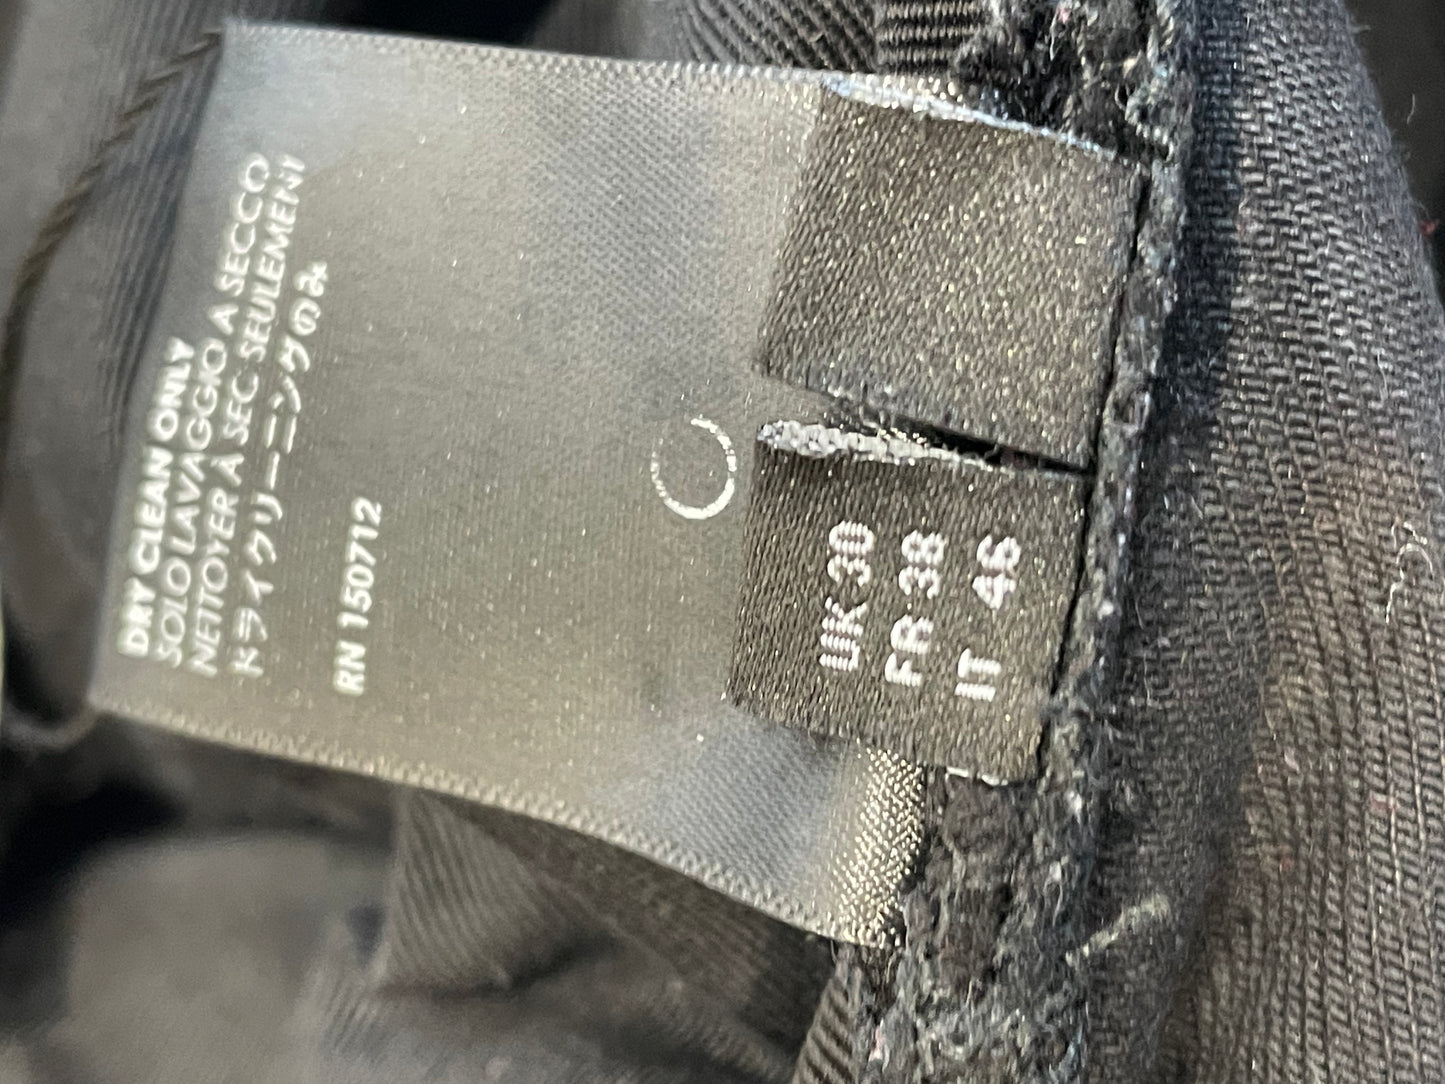 DRY CLEAN ONLY
SOLO LAVAGGIO A SECCO
NETTOYER À SEC SEULEMENT
ドライクリーニングのみ
RN 150712
UK 30
FR 38
IT 46